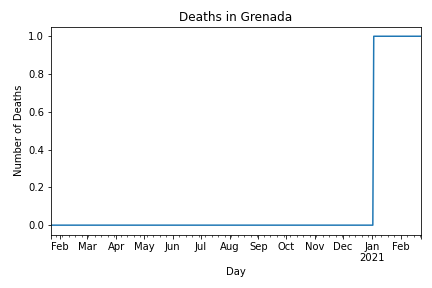 Deaths in Grenada
Number of Deaths
1.0
0.8
0.6
0.4
0.2
0.0
Feb Mar Apr May Jun Jul Aug Sep Oct Nov Dec Jan Feb
2021
Day